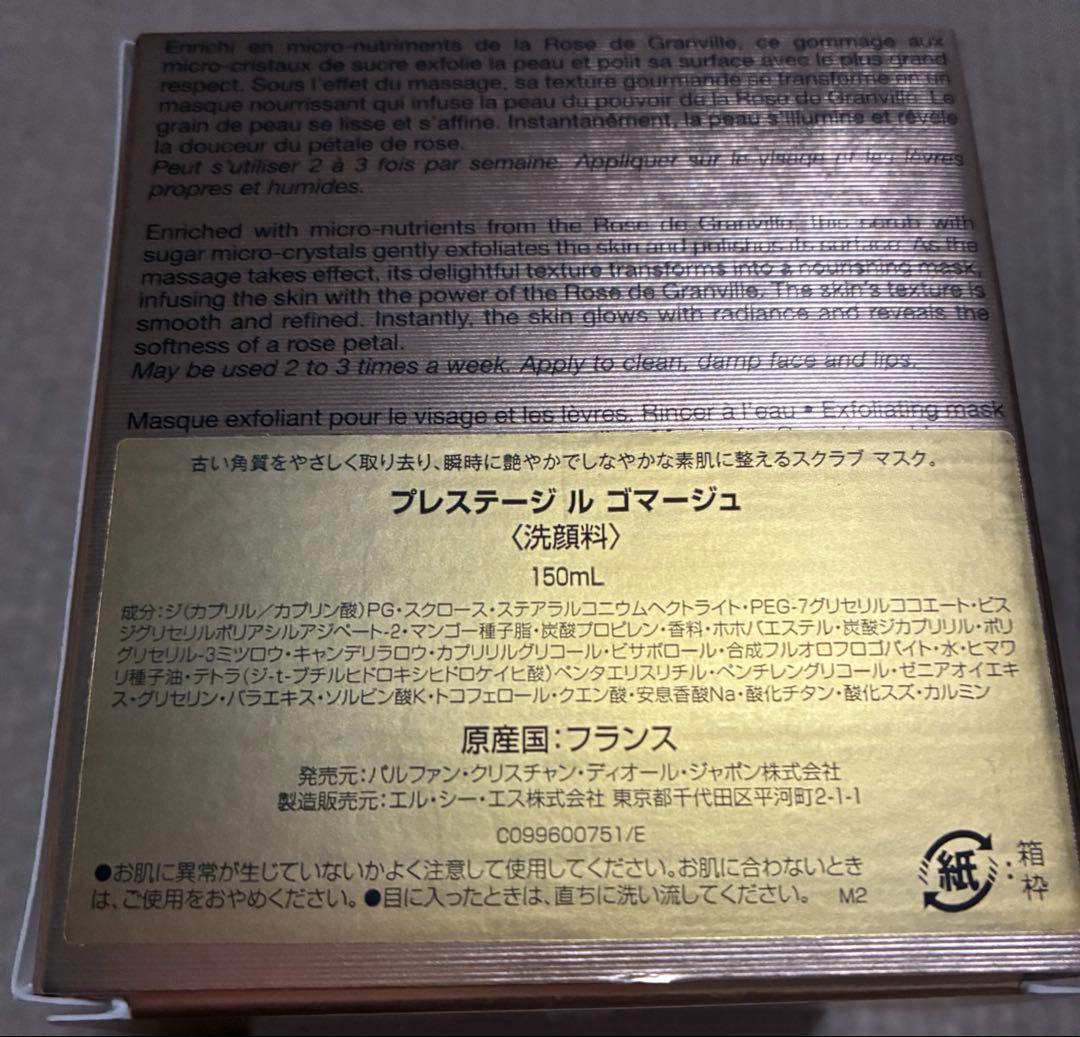 Enrichi en micro-nutriments de la Rose de Granville, ce gommage aux
micro-cristaux de sucre exfolie la peau et polit sa surface avec le plus grand
respect. Sous l'effet du massage, sa texture gourmande se transforme en un
masque nourrissant qui infuse la peau du pouvoir de la Rose de Granville. Le
grain de peau se lisse et s'affine. Instantanément, la peau s'illumine et révèle
la douceur du pétale de rose.
Peut s'utiliser 2 à 3 fois par semaine. Appliquer sur le visage et les lèvres
propres et humides.
Enriched with micro-nutrients from the Rose de Granville, this scrub with
sugar micro-crystals gently exfoliates the skin and polishes its surface. As the
massage takes effect, its delightful texture transforms into a nourishing mask,
infusing the skin with the power of the Rose de Granville. The skin's texture is
smooth and refined. Instantly, the skin glows with radiance and reveals the
softness of a rose petal.
May be used 2 to 3 times a week. Apply to clean, damp face and lips.
Masque exfoliant pour le visage et les lèvres. Rincer à l'eau • Exfoliating mask
古い角質をやさしく取り去り、瞬時に艶やかでしなやかな素肌に整えるスクラブ マスク。
プレステージ ル ゴマージュ
〈洗顔料〉
150mL
成分：ジ(カプリル／カプリン酸)PG・スクロース・ステアラルコニウムヘクトライト・PEG-7グリセリルココエート・ビス
ジグリセリルポリアシルアジペート-2・マンゴー種子脂・炭酸プロピレン・香料・ホホバエステル・炭酸ジカプリリル・ポリ
グリセリル-3ミツロウ・キャンデリラロウ・カプリリルグリコール・ビサボロール・合成フルオロフロゴパイト・水・ヒマワ
リ種子油・テトラ(ジ-t-ブチルヒドロキシヒドロケイヒ酸)ペンタエリスリチル・ペンチレングリコール・ゼニアオイエキ
ス・グリセリン・バラエキス・ソルビン酸K・トコフェロール・クエン酸・安息香酸Na・酸化チタン・酸化スズ・カルミン
原産国：フランス
発売元：パルファン・クリスチャン・ディオール・ジャポン株式会社
製造販売元：エル・シー・エス株式会社 東京都千代田区平河町2-1-1
C099600751/E
●お肌に異常が生じていないかよく注意して使用してください。お肌に合わないとき
は、ご使用をおやめください。●目に入ったときは、直ちに洗い流してください。 M2
紙：箱
枠